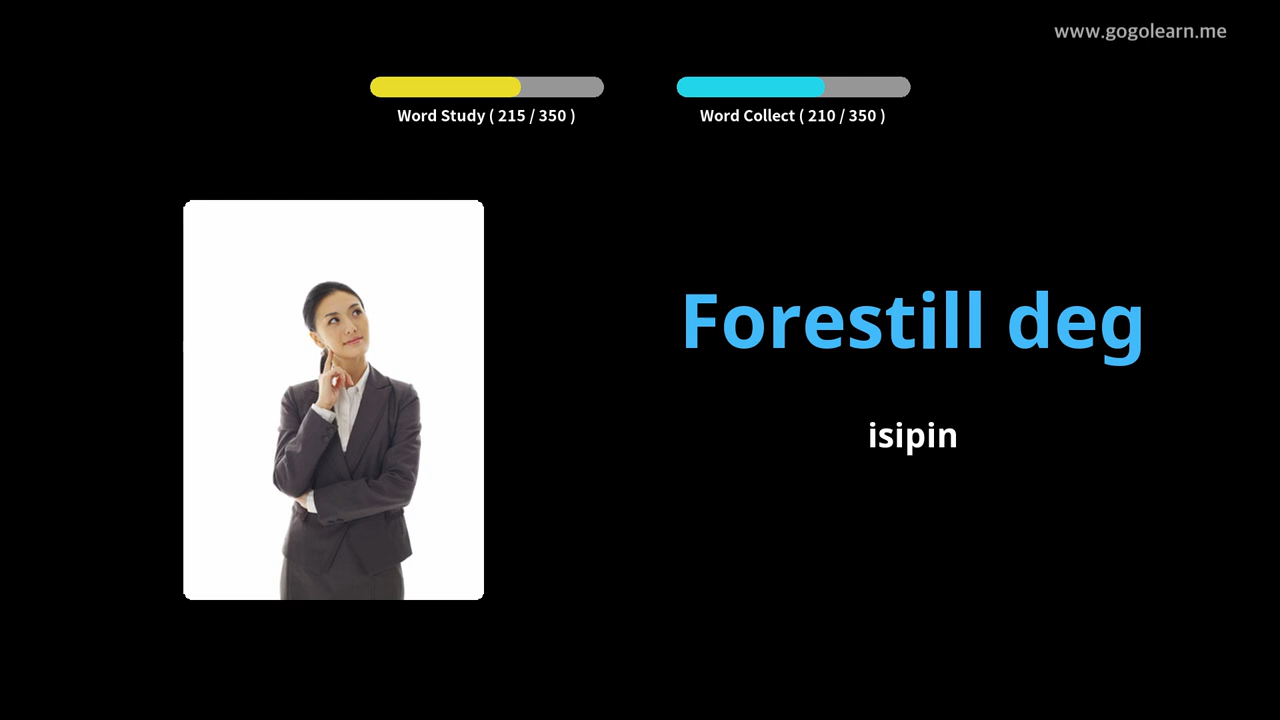 www.gogolearn.me
Word Study ( 215 / 350 )
Word Collect ( 210 / 350 )
Forestill deg
isipin